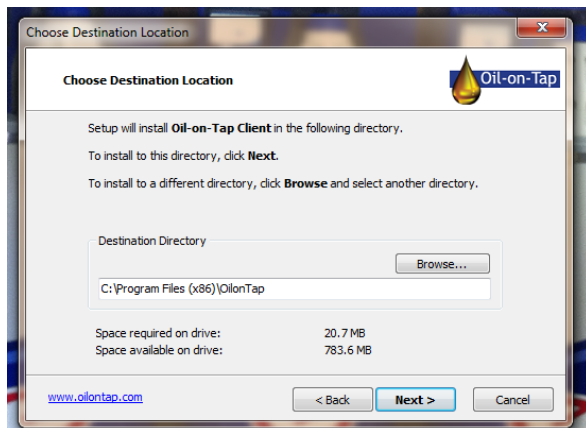 Choose Destination Location
Choose Destination Location
Oil-on-Tap
Setup will install Oil-on-Tap Client in the following directory.
To install to this directory, click Next.
To install to a different directory, click Browse and select another directory.
Destination Directory
Browse...
C:\Program Files (x86)\OilonTap
Space required on drive: 20.7 MB
Space available on drive: 783.6 MB
www.oilontap.com
< Back Next > Cancel